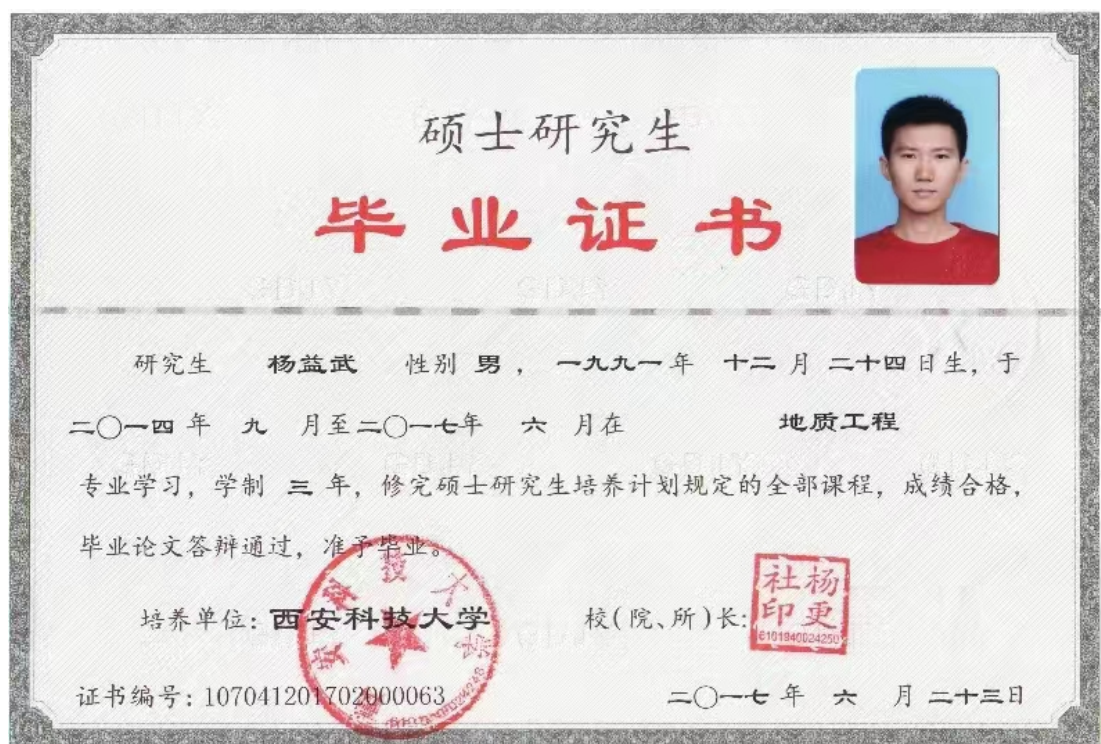 硕士研究生
毕业证书
研究生 杨益武 性别 男 ， 一九九一 年 十二 月 二十四 日生，于
二〇一四 年 九 月至 二〇一七年 六 月在 地质工程
专业学习，学制 三 年，修完硕士研究生培养计划规定的全部课程，成绩合格，
毕业论文答辩通过，准予毕业。
培养单位：西安科技大学 校（院、所）长：
杨更社印
6101940024250
证书编号：107041201702000063 二〇一七 年 六 月 二十三日